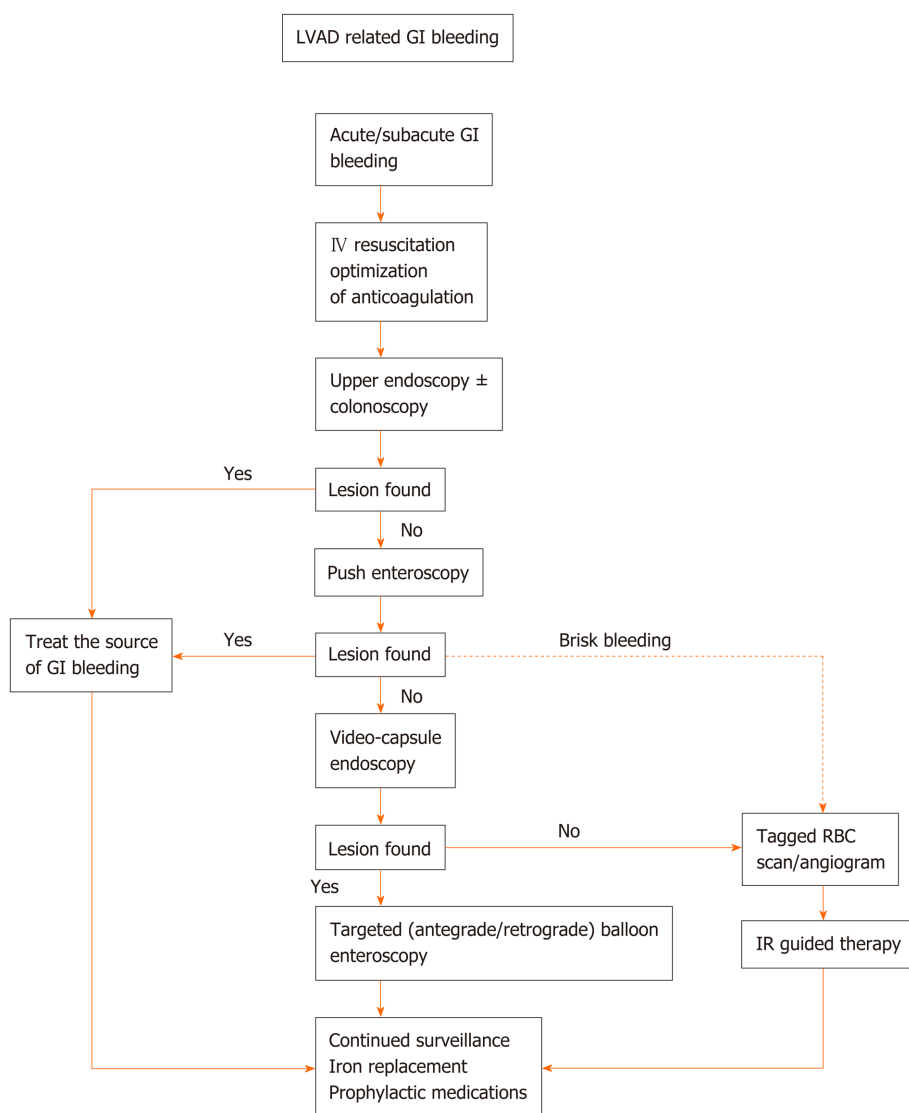 LVAD related GI bleeding
Acute/subacute GI
bleeding
Ⅳ resuscitation
optimization
of anticoagulation
Upper endoscopy ±
colonoscopy
Yes
Lesion found
No
Push enteroscopy
Treat the source
of GI bleeding
Yes
Lesion found
Brisk bleeding
No
Video-capsule
endoscopy
Lesion found
No
Tagged RBC
scan/angiogram
Yes
Targeted (antegrade/retrograde) balloon
enteroscopy
IR guided therapy
Continued surveillance
Iron replacement
Prophylactic medications